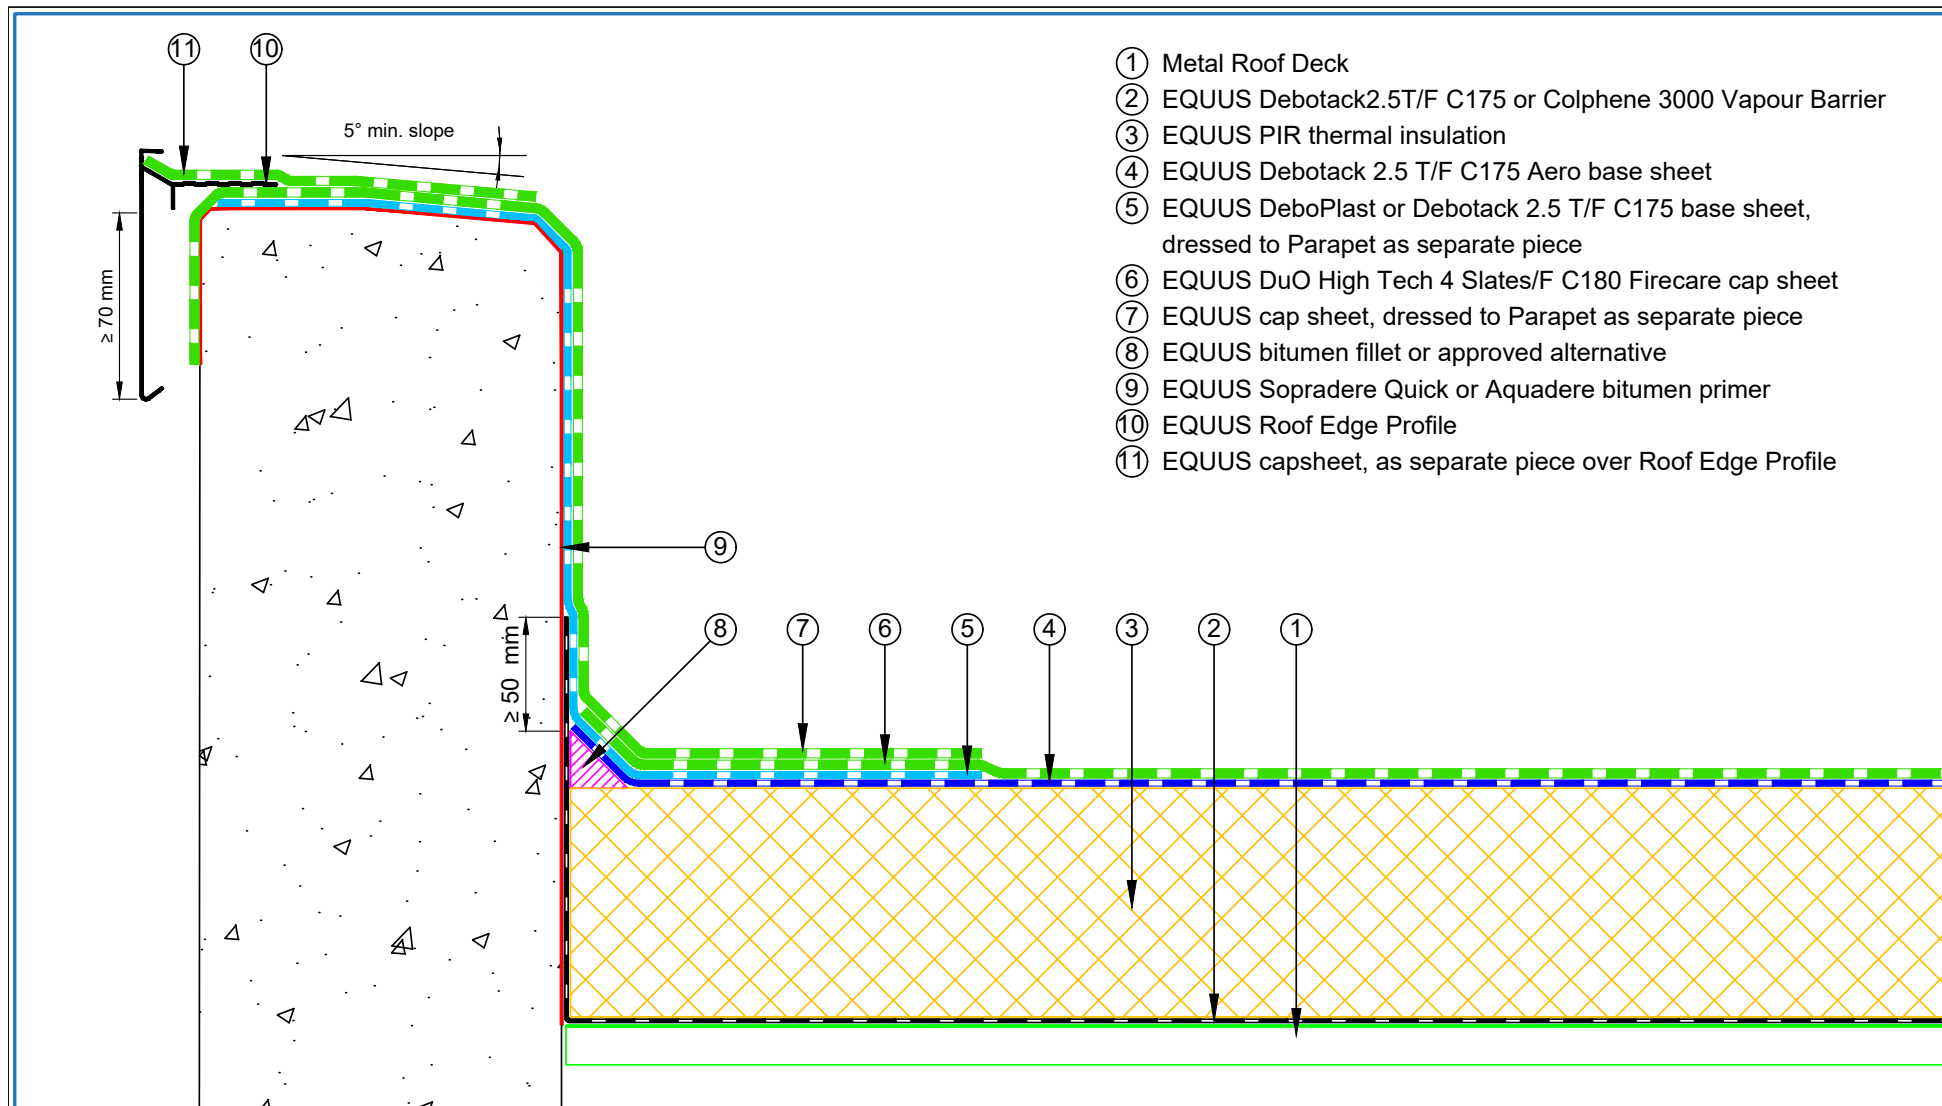 11
10
5° min. slope
≥ 70 mm
1 Metal Roof Deck
2 EQUUS Debotack2.5T/F C175 or Colphene 3000 Vapour Barrier
3 EQUUS PIR thermal insulation
4 EQUUS Debotack 2.5 T/F C175 Aero base sheet
5 EQUUS DeboPlast or Debotack 2.5 T/F C175 base sheet,
dressed to Parapet as separate piece
6 EQUUS DuO High Tech 4 Slates/F C180 Firecare cap sheet
7 EQUUS cap sheet, dressed to Parapet as separate piece
8 EQUUS bitumen fillet or approved alternative
9 EQUUS Sopradere Quick or Aquadere bitumen primer
10 EQUUS Roof Edge Profile
11 EQUUS capsheet, as separate piece over Roof Edge Profile
9
≥ 50 mm
8
7
6
5
4
3
2
1